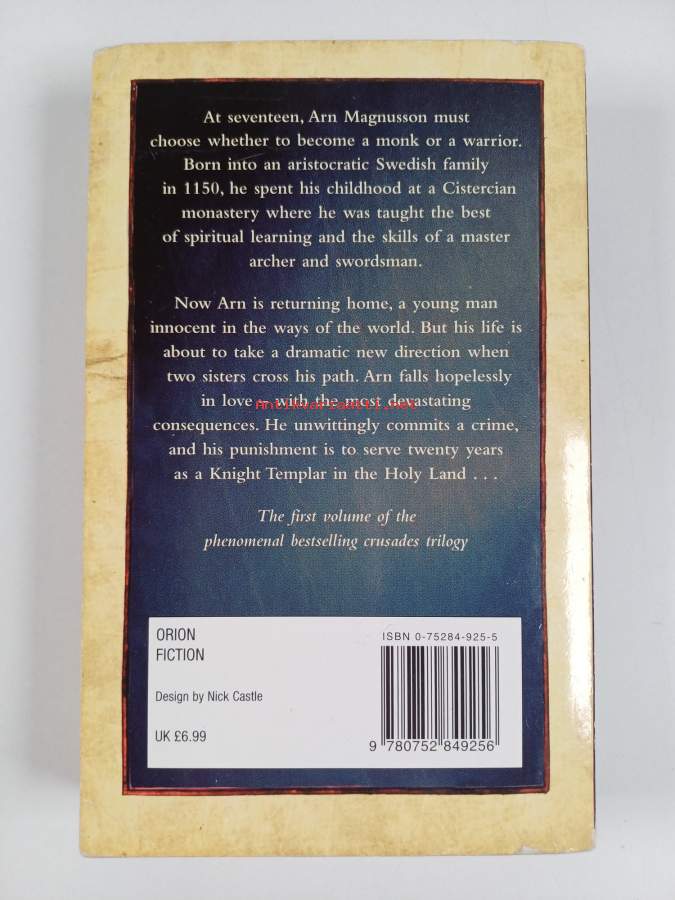 At seventeen, Arn Magnusson must
choose whether to become a monk or a warrior.
Born into an aristocratic Swedish family
in 1150, he spent his childhood at a Cistercian
monastery where he was taught the best
of spiritual learning and the skills of a master
archer and swordsman.
Now Arn is returning home, a young man
innocent in the ways of the world. But his life is
about to take a dramatic new direction when
two sisters cross his path. Arn falls hopelessly
in love – with the most devastating
consequences. He unwittingly commits a crime,
and his punishment is to serve twenty years
as a Knight Templar in the Holy Land . . .
The first volume of the
phenomenal bestselling crusades trilogy
ORION
FICTION
Design by Nick Castle
UK £6.99
ISBN 0-75284-925-5
9 780752 849256